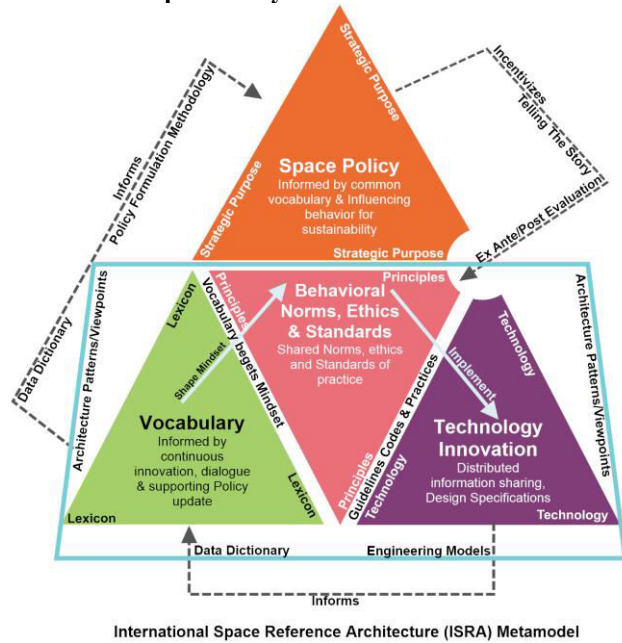 Strategic Purpose
Strategic Purpose
Space Policy
Informed by common
vocabulary & Influencing
behavior for
sustainability
Strategic Purpose
Informs
Policy Formulation Methodology
Data Dictionary
Incentivizes
Telling The Story
Ex Ante/Post Evaluation
Architecture Patterns/Viewpoints
Lexicon
Principles
Vocabulary begets Mindset
Shape Mindset
Principles
Behavioral
Norms, Ethics
& Standards
Shared Norms, ethics
and Standards of
practice
Implement
Technology
Architecture Patterns/Viewpoints
Vocabulary
Informed by
continuous
innovation, dialogue
& supporting Policy
update
Lexicon
Lexicon
Principles
Guidelines Codes & Practices
Technology
Technology
Innovation
Distributed
information sharing,
Design Specifications
Technology
Data Dictionary
Engineering Models
Informs
International Space Reference Architecture (ISRA) Metamodel